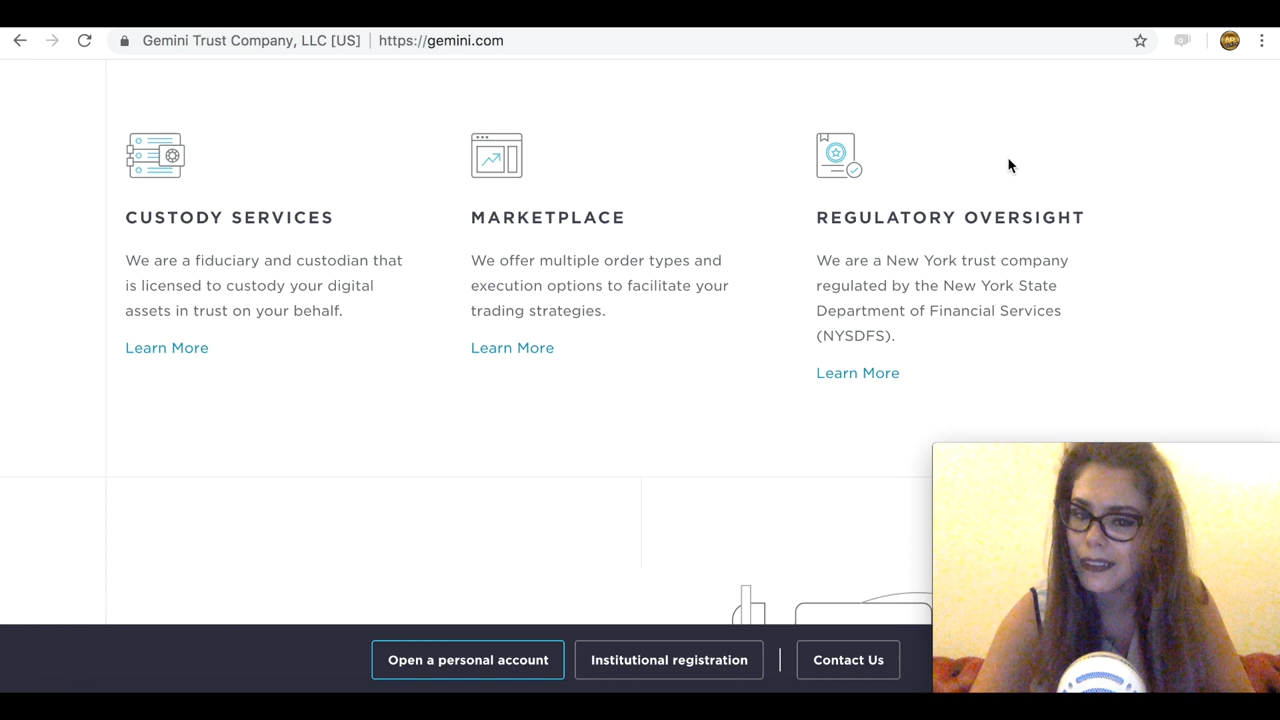 Gemini Trust Company, LLC [US] | https://gemini.com
CUSTODY SERVICES
We are a fiduciary and custodian that
is licensed to custody your digital
assets in trust on your behalf.
Learn More
MARKETPLACE
We offer multiple order types and
execution options to facilitate your
trading strategies.
Learn More
REGULATORY OVERSIGHT
We are a New York trust company
regulated by the New York State
Department of Financial Services
(NYSDFS).
Learn More
Open a personal account
Institutional registration
Contact Us